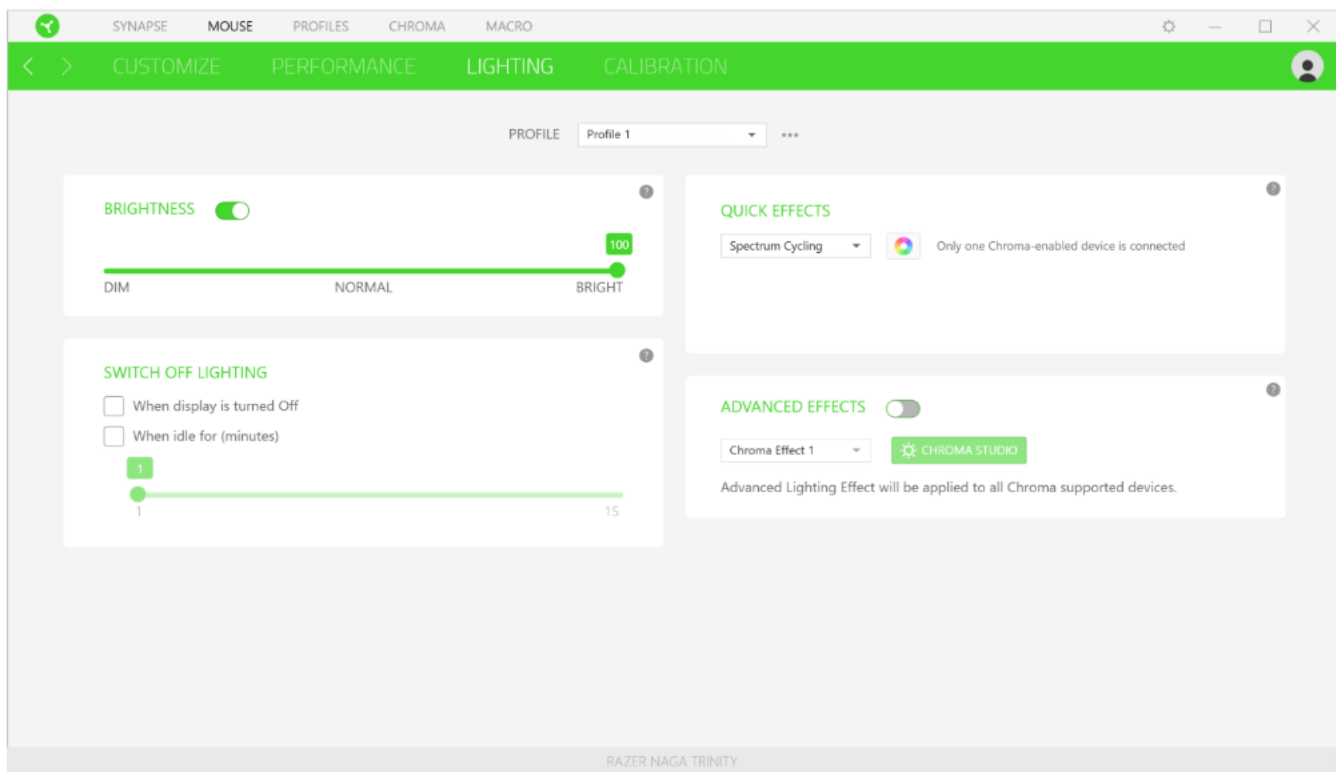 SYNAPSE MOUSE PROFILES CHROMA MACRO
CUSTOMIZE PERFORMANCE LIGHTING CALIBRATION
PROFILE Profile 1
BRIGHTNESS
100
DIM NORMAL BRIGHT
SWITCH OFF LIGHTING
When display is turned Off
When idle for (minutes)
1
1 15
QUICK EFFECTS
Spectrum Cycling Only one Chroma-enabled device is connected
ADVANCED EFFECTS
Chroma Effect 1 CHROMA STUDIO
Advanced Lighting Effect will be applied to all Chroma supported devices.
RAZER NAGA TRINITY